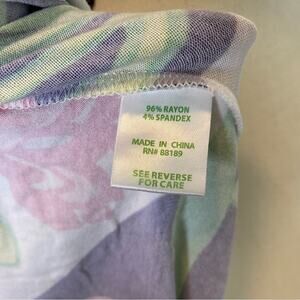 96% RAYON
4% SPANDEX
MADE IN CHINA
RN# 88189
SEE REVERSE
FOR CARE